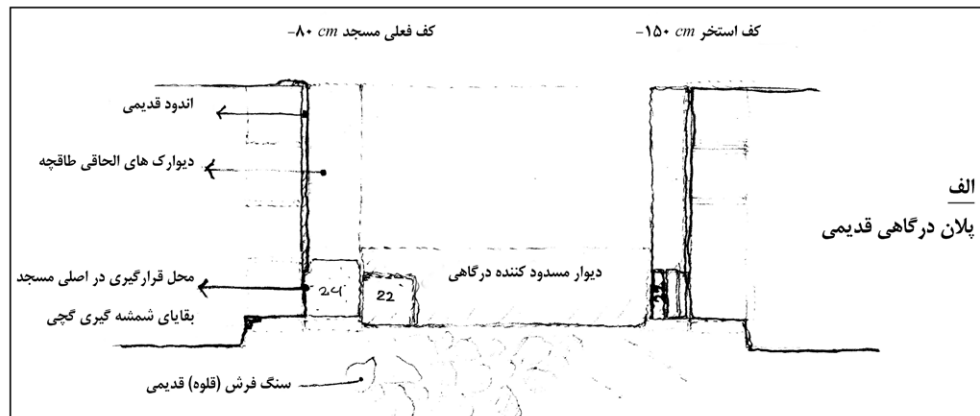 کف استخر ‎-۱۵۰ cm
کف فعلی مسجد ‎-۸۰ cm
اندود قدیمی
دیوارک های الحاقی طاقچه
الف
پلان درگاهی قدیمی
دیوار مسدود کننده درگاهی
محل قرارگیری در اصلی مسجد
24
22
بقایای شمشه گیری گچی
سنگ فرش (قلوه) قدیمی